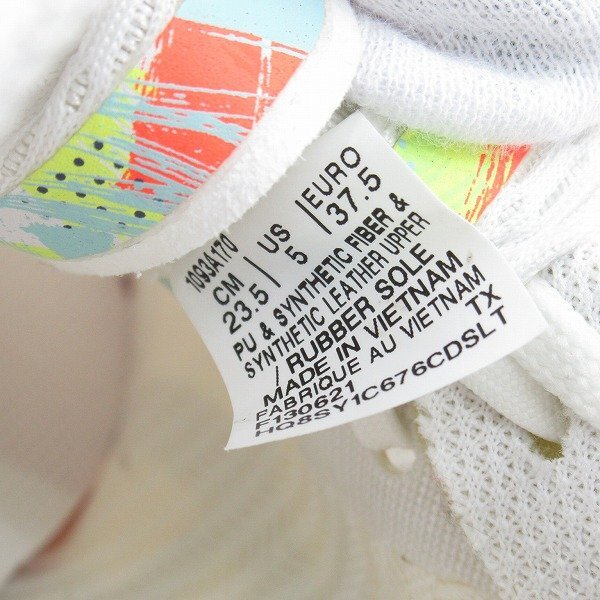 1093A170
CM | US | EURO
23.5 | 5 | 37.5
PU & SYNTHETIC FIBER &
SYNTHETIC LEATHER UPPER
/ RUBBER SOLE
MADE IN VIETNAM
FABRIQUE AU VIETNAM
F130621 TX
HQ8SY1C676CDSLT